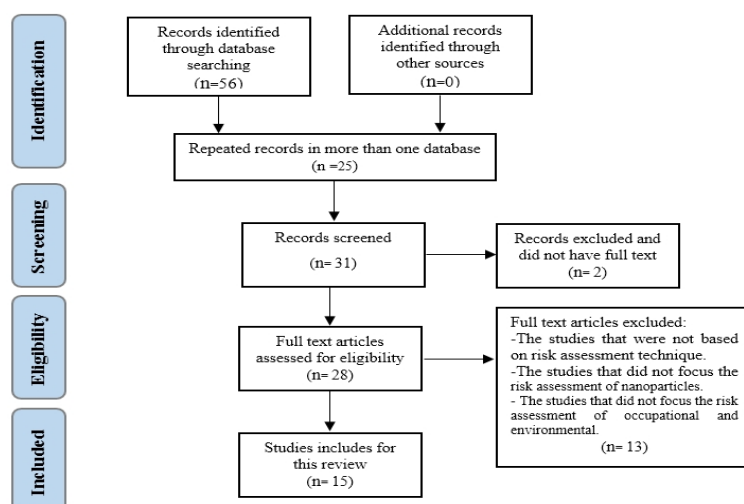 Identification
Records identified
through database
searching
(n=56)
Additional records
identified through
other sources
(n=0)
Repeated records in more than one database
(n =25)
Screening
Records screened
(n= 31)
Records excluded and
did not have full text
(n= 2)
Eligibility
Full text articles
assessed for eligibility
(n= 28)
Full text articles excluded:
-The studies that were not based
on risk assessment technique.
-The studies that did not focus the
risk assessment of nanoparticles.
- The studies that did not focus the risk
assessment of occupational and
environmental.
(n= 13)
Included
Studies includes for
this review
(n= 15)